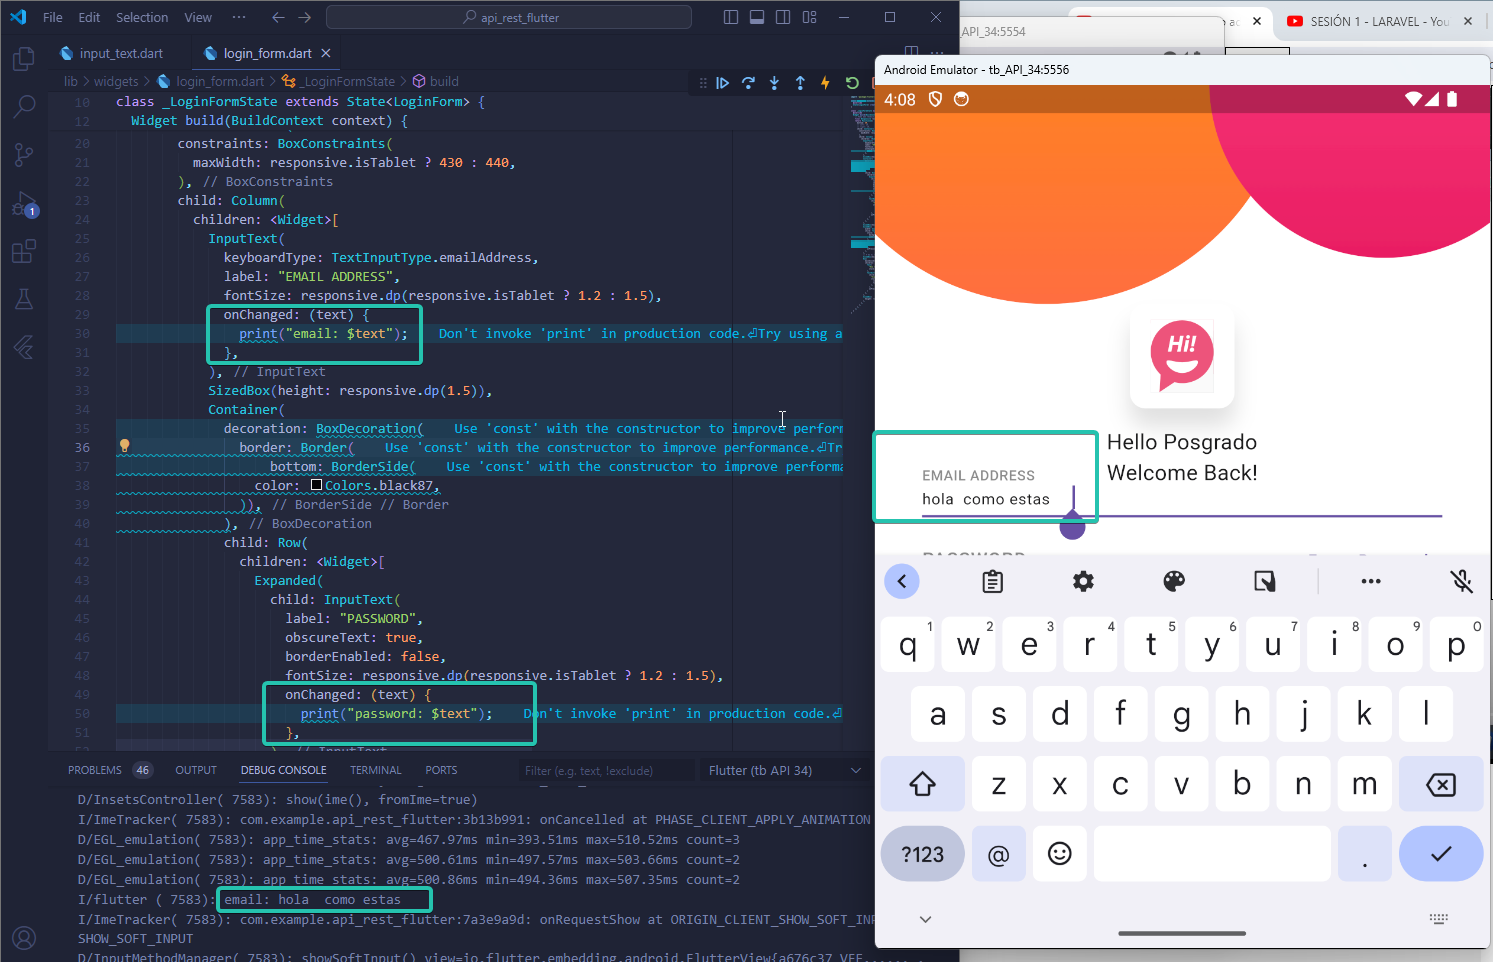 File Edit Selection View ··· api_rest_flutter
input_text.dart login_form.dart
lib > widgets > login_form.dart > _LoginFormState > build
10 class _LoginFormState extends State<LoginForm> {
12 Widget build(BuildContext context) {
20 constraints: BoxConstraints(
21 maxWidth: responsive.isTablet ? 430 : 440,
22 ), // BoxConstraints
23 child: Column(
24 children: <Widget>[
25 InputText(
26 keyboardType: TextInputType.emailAddress,
27 label: "EMAIL ADDRESS",
28 fontSize: responsive.dp(responsive.isTablet ? 1.2 : 1.5),
29 onChanged: (text) {
30 print("email: $text"); Don't invoke 'print' in production code.⏎Try using a
31 },
32 ), // InputText
33 SizedBox(height: responsive.dp(1.5)),
34 Container(
35 decoration: BoxDecoration( Use 'const' with the constructor to improve perform
36 border: Border( Use 'const' with the constructor to improve performance.⏎Tr
37 bottom: BorderSide( Use 'const' with the constructor to improve performa
38 color: Colors.black87,
39 )), // BorderSide // Border
40 ), // BoxDecoration
41 child: Row(
42 children: <Widget>[
43 Expanded(
44 child: InputText(
45 label: "PASSWORD",
46 obscureText: true,
47 borderEnabled: false,
48 fontSize: responsive.dp(responsive.isTablet ? 1.2 : 1.5),
49 onChanged: (text) {
50 print("password: $text"); Don't invoke 'print' in production code.⏎
51 },
), // InputText
1
PROBLEMS 46 OUTPUT DEBUG CONSOLE TERMINAL PORTS Filter (e.g. text, !exclude) Flutter (tb API 34)
D/InsetsController( 7583): show(ime(), fromIme=true)
I/ImeTracker( 7583): com.example.api_rest_flutter:3b13b991: onCancelled at PHASE_CLIENT_APPLY_ANIMATION
D/EGL_emulation( 7583): app_time_stats: avg=467.97ms min=393.51ms max=510.52ms count=3
D/EGL_emulation( 7583): app_time_stats: avg=500.61ms min=497.57ms max=503.66ms count=2
D/EGL_emulation( 7583): app_time_stats: avg=500.86ms min=494.36ms max=507.35ms count=2
I/flutter ( 7583): email: hola  como estas
I/ImeTracker( 7583): com.example.api_rest_flutter:7a3e9a9d: onRequestShow at ORIGIN_CLIENT_SHOW_SOFT_INP
SHOW_SOFT_INPUT
D/InputMethodManager( 7583): showSoftInput() view=io.flutter.embedding.android.FlutterView{a676c37 VFE
_API_34:5554
SESIÓN 1 - LARAVEL - You
Android Emulator - tb_API_34:5556
4:08
Hi!
Hello Posgrado
Welcome Back!
EMAIL ADDRESS
hola  como estas
PASSWORD
q 1 w 2 e 3 r 4 t 5 y 6 u 7 i 8 o 9 p 0
a s d f g h j k l
z x c v b n m
?123 @ .